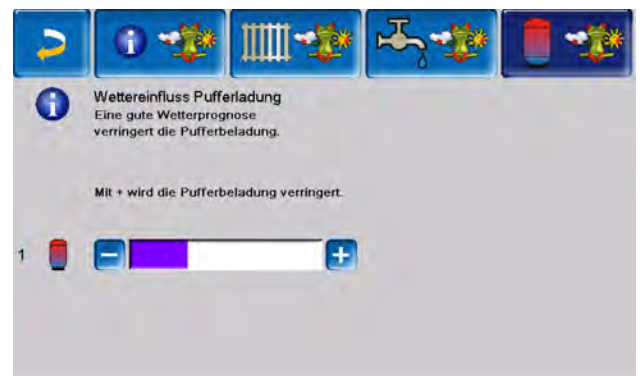 Wettereinfluss Pufferladung
Eine gute Wetterprognose
verringert die Pufferbeladung.
Mit + wird die Pufferbeladung verringert.
1